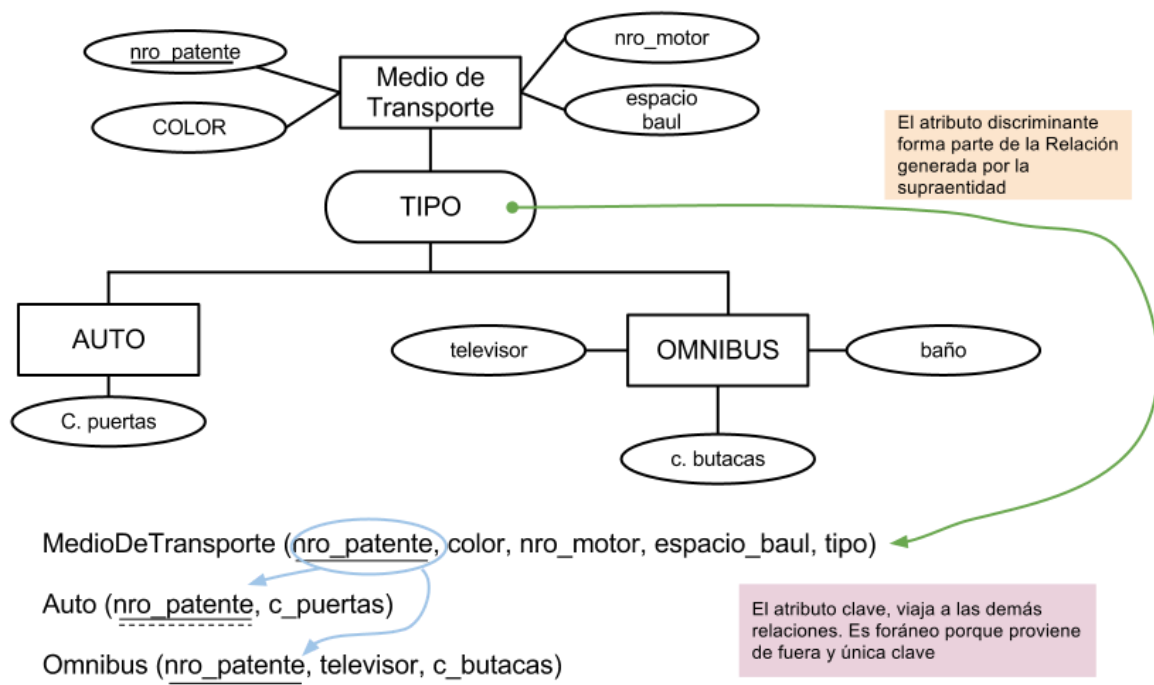 nro_patente
nro_motor
Medio de
Transporte
COLOR
espacio
baul
El atributo discriminante
forma parte de la Relación
generada por la
supraentidad
TIPO
AUTO
televisor
OMNIBUS
baño
C. puertas
c. butacas
MedioDeTransporte (nro_patente, color, nro_motor, espacio_baul, tipo)
Auto (nro_patente, c_puertas)
Omnibus (nro_patente, televisor, c_butacas)
El atributo clave, viaja a las demás
relaciones. Es foráneo porque proviene
de fuera y única clave